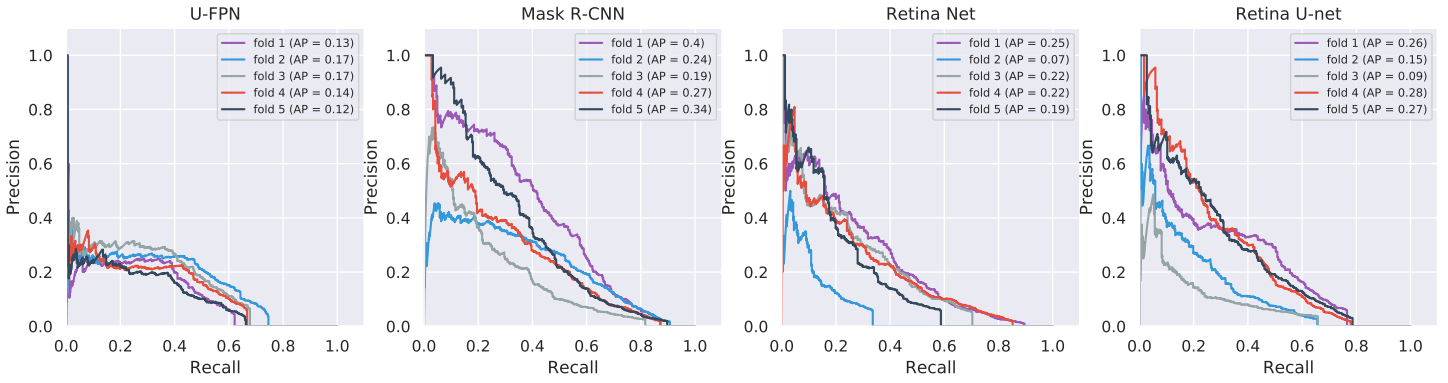 U-FPN
Precision
1.0
0.8
0.6
0.4
0.2
0.0
fold 1 (AP = 0.13)
fold 2 (AP = 0.17)
fold 3 (AP = 0.17)
fold 4 (AP = 0.14)
fold 5 (AP = 0.12)
0.0 0.2 0.4 0.6 0.8 1.0
Recall
Mask R-CNN
Precision
1.0
0.8
0.6
0.4
0.2
0.0
fold 1 (AP = 0.4)
fold 2 (AP = 0.24)
fold 3 (AP = 0.19)
fold 4 (AP = 0.27)
fold 5 (AP = 0.34)
0.0 0.2 0.4 0.6 0.8 1.0
Recall
Retina Net
Precision
1.0
0.8
0.6
0.4
0.2
0.0
fold 1 (AP = 0.25)
fold 2 (AP = 0.07)
fold 3 (AP = 0.22)
fold 4 (AP = 0.22)
fold 5 (AP = 0.19)
0.0 0.2 0.4 0.6 0.8 1.0
Recall
Retina U-net
Precision
1.0
0.8
0.6
0.4
0.2
0.0
fold 1 (AP = 0.26)
fold 2 (AP = 0.15)
fold 3 (AP = 0.09)
fold 4 (AP = 0.28)
fold 5 (AP = 0.27)
0.0 0.2 0.4 0.6 0.8 1.0
Recall